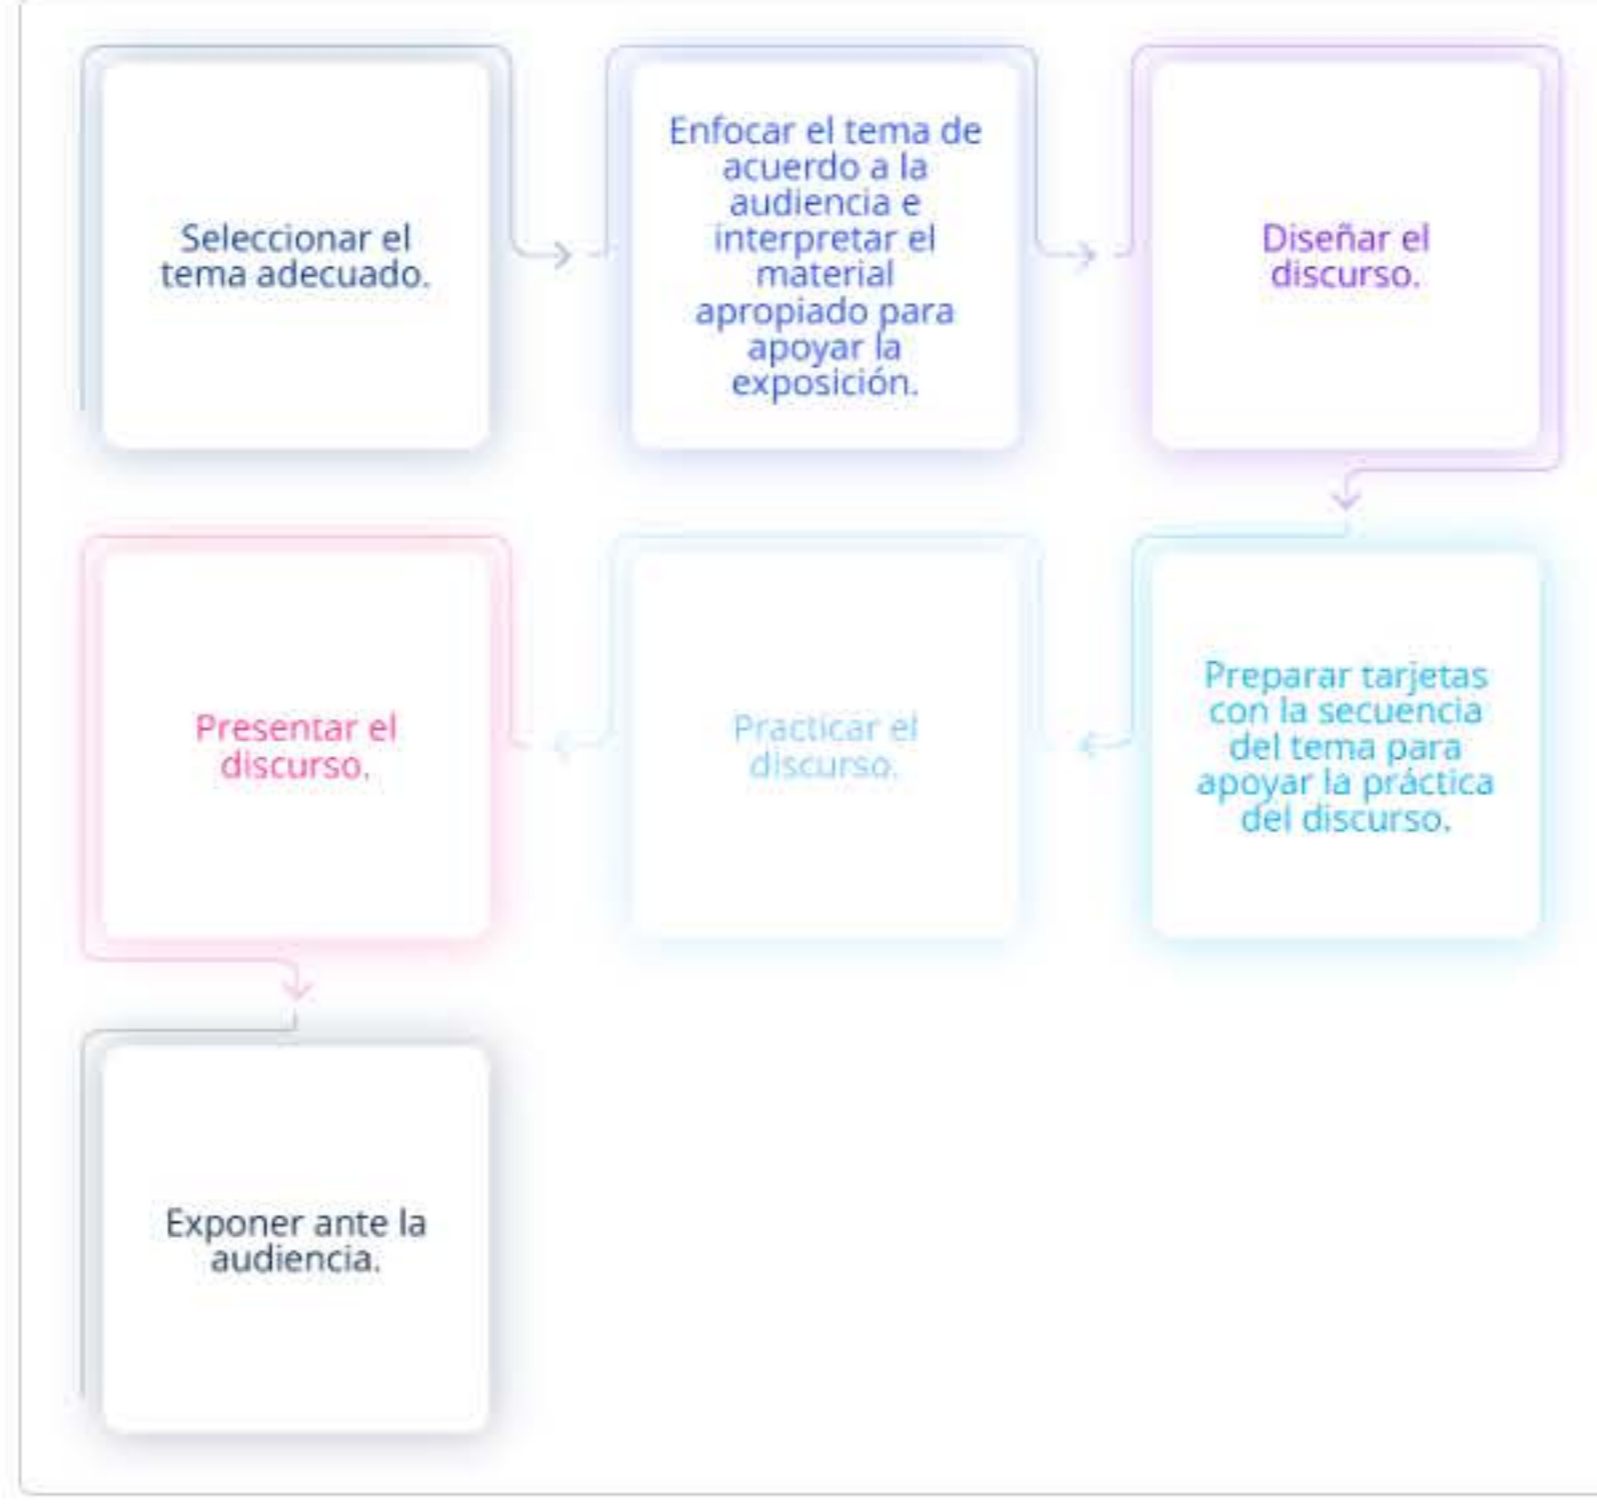 Seleccionar el
tema adecuado.
Enfocar el tema de
acuerdo a la
audiencia e
interpretar el
material
apropiado para
apoyar la
exposición.
Diseñar el
discurso.
Preparar tarjetas
con la secuencia
del tema para
apoyar la práctica
del discurso.
Practicar el
discurso.
Presentar el
discurso.
Exponer ante la
audiencia.